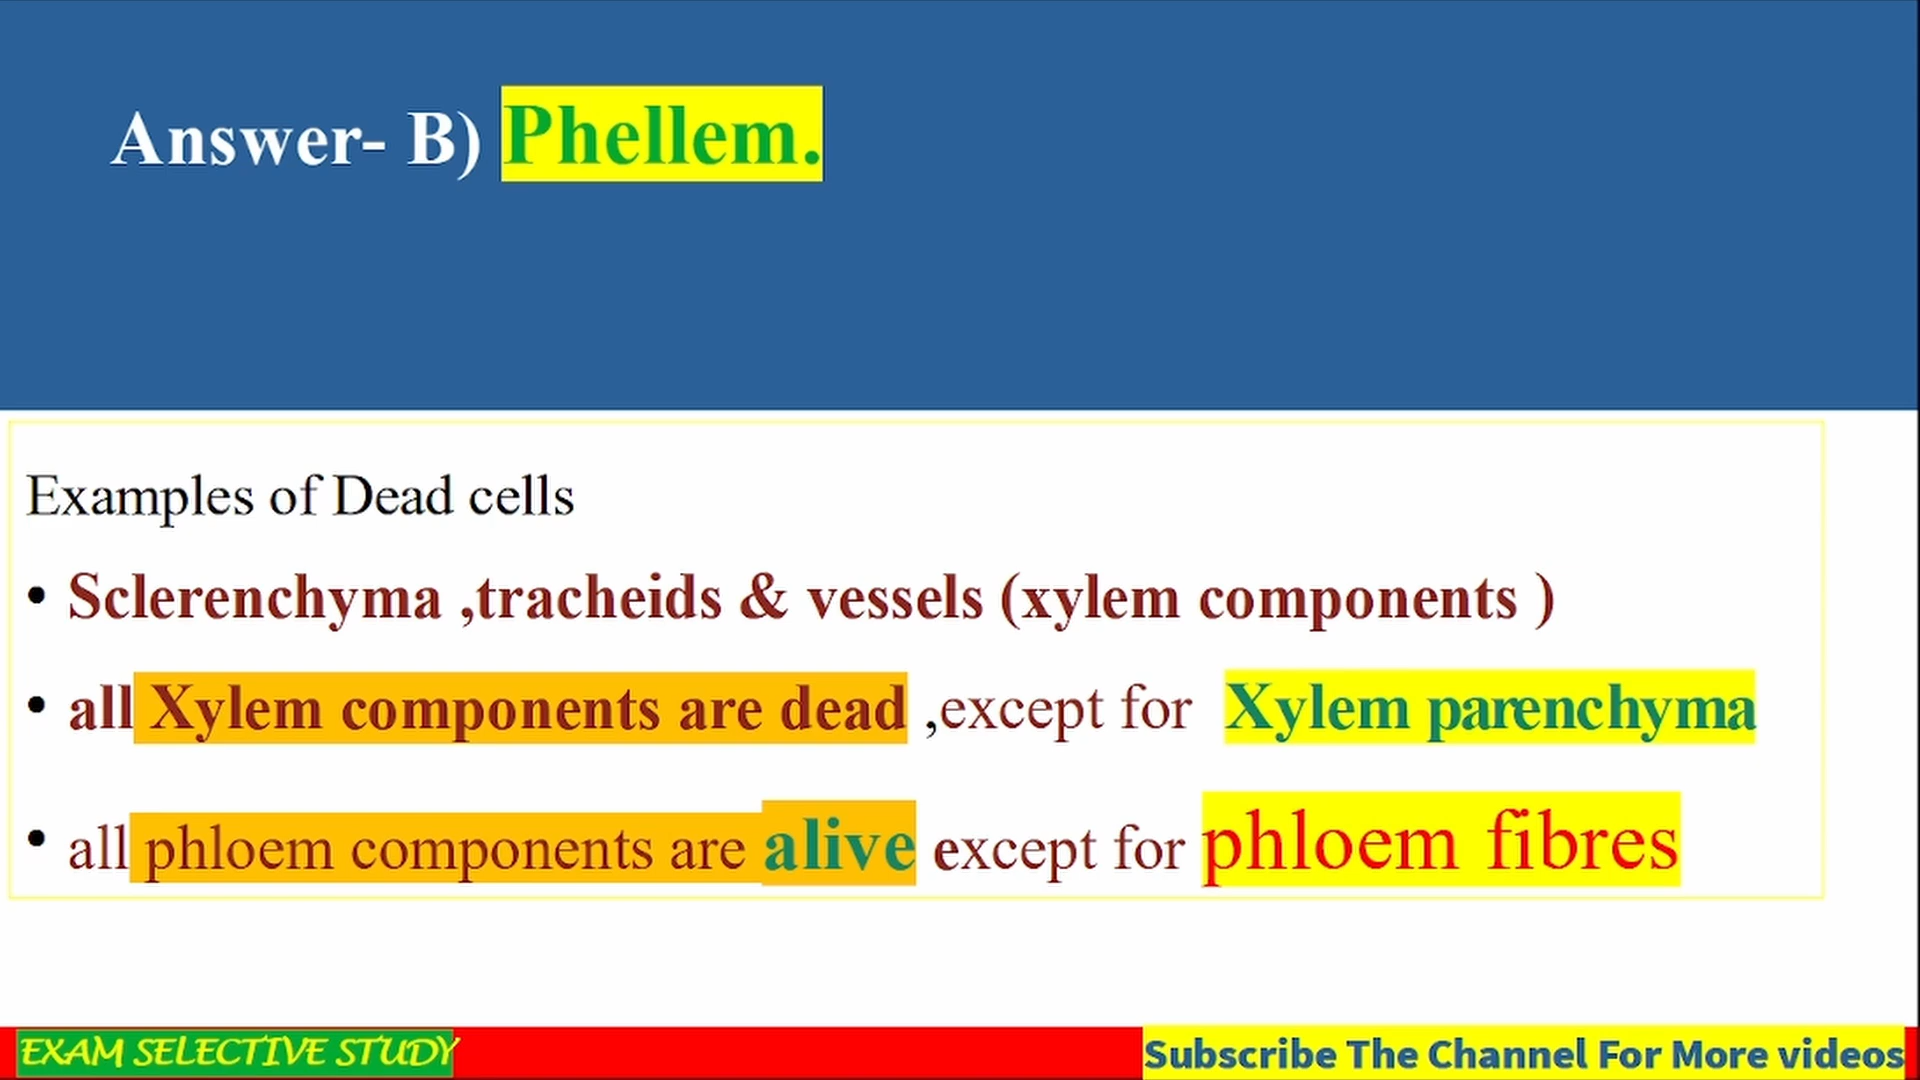 Answer- B) Phellem.
Examples of Dead cells
• Sclerenchyma ,tracheids & vessels (xylem components )
• all Xylem components are dead ,except for Xylem parenchyma
• all phloem components are alive except for phloem fibres
EXAM SELECTIVE STUDY
Subscribe The Channel For More videos